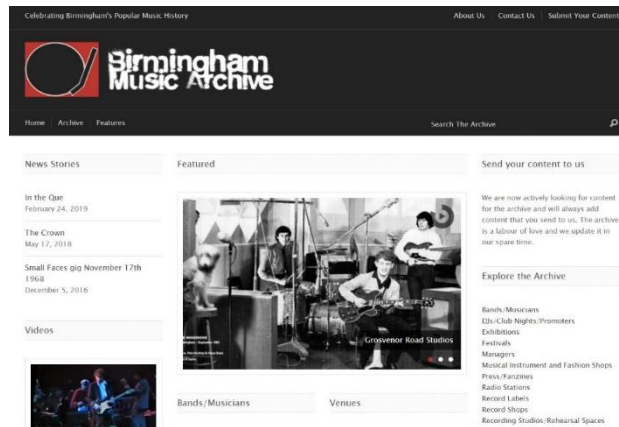 Celebrating Birmingham's Popular Music History
About Us
Contact Us
Submit Your Content
Birmingham
Music Archive
Home
Archive
Features
Search The Archive
News Stories
In the Que
February 24, 2019
The Crown
May 17, 2018
Small Faces gig November 17th
1968
December 5, 2016
Videos
Featured
Grosvenor Road Studios
Bands/Musicians
Venues
Send your content to us
We are now actively looking for content
for the archive and will always add
content that you send to us. The archive
is a labour of love and we update it in
our spare time.
Explore the Archive
Bands/Musicians
DJs/Club Nights/Promoters
Exhibitions
Festivals
Managers
Musical Instrument and Fashion Shops
Press/Fanzines
Radio Stations
Record Labels
Record Shops
Recording Studios/Rehearsal Spaces